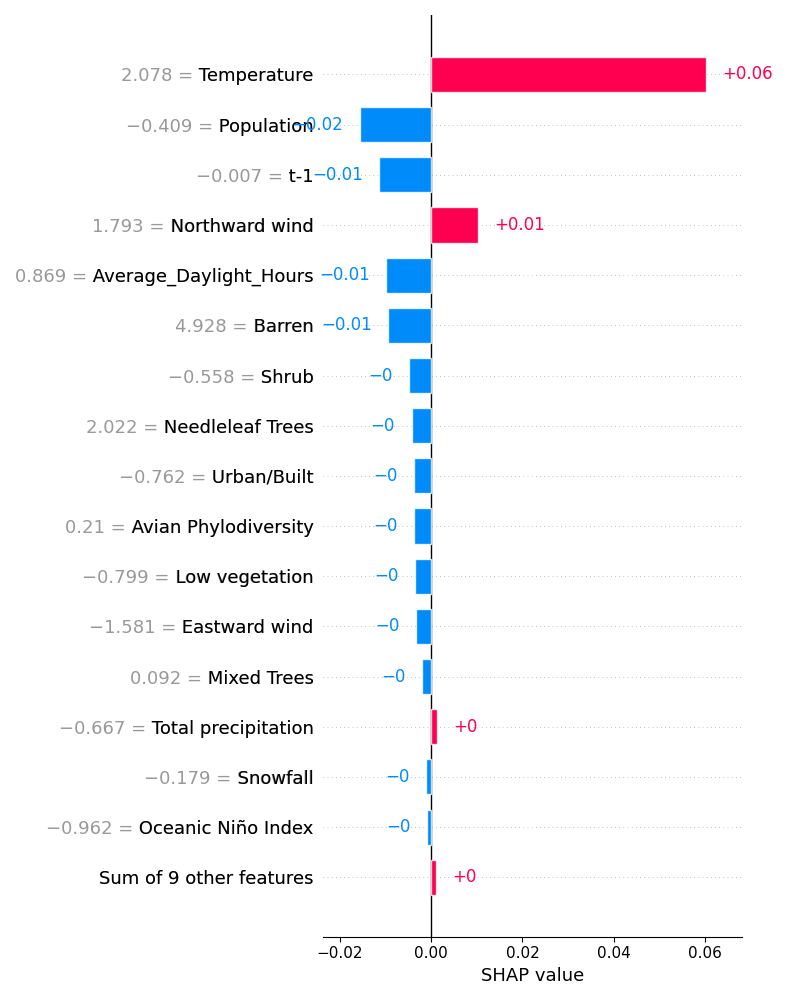 2.078 = Temperature +0.06
−0.409 = Population −0.02
−0.007 = t-1 −0.01
1.793 = Northward wind +0.01
0.869 = Average_Daylight_Hours −0.01
4.928 = Barren −0.01
−0.558 = Shrub −0
2.022 = Needleleaf Trees −0
−0.762 = Urban/Built −0
0.21 = Avian Phylodiversity −0
−0.799 = Low vegetation −0
−1.581 = Eastward wind −0
0.092 = Mixed Trees −0
−0.667 = Total precipitation +0
−0.179 = Snowfall −0
−0.962 = Oceanic Niño Index −0
Sum of 9 other features +0
−0.02 0.00 0.02 0.04 0.06
SHAP value